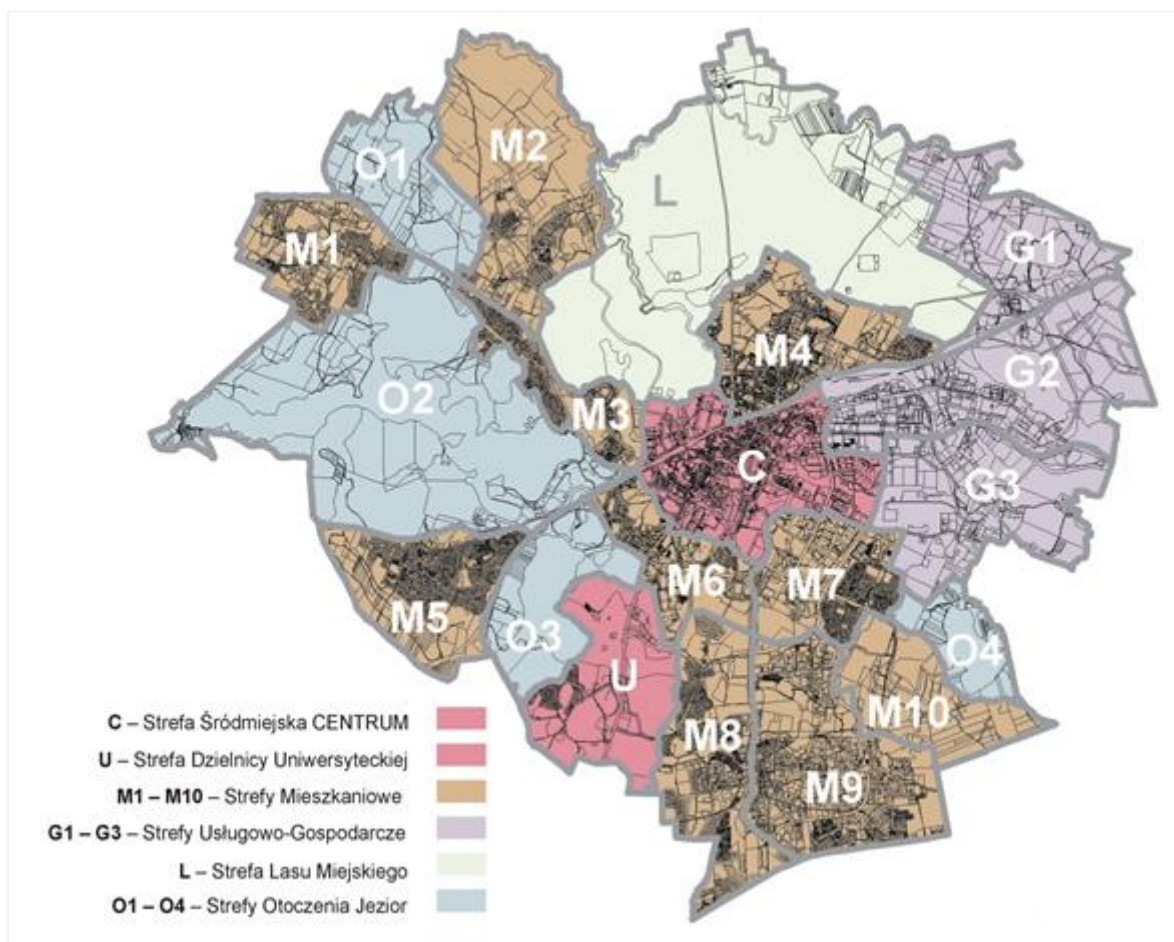 M2
O1
L
M1
G1
M4
G2
O2
M3
C
G3
M6
M7
M5
O3
O4
U
M10
M8
M9
C – Strefa Śródmiejska CENTRUM
U – Strefa Dzielnicy Uniwersyteckiej
M1 – M10 – Strefy Mieszkaniowe
G1 – G3 – Strefy Usługowo-Gospodarcze
L – Strefa Lasu Miejskiego
O1 – O4 – Strefy Otoczenia Jezior